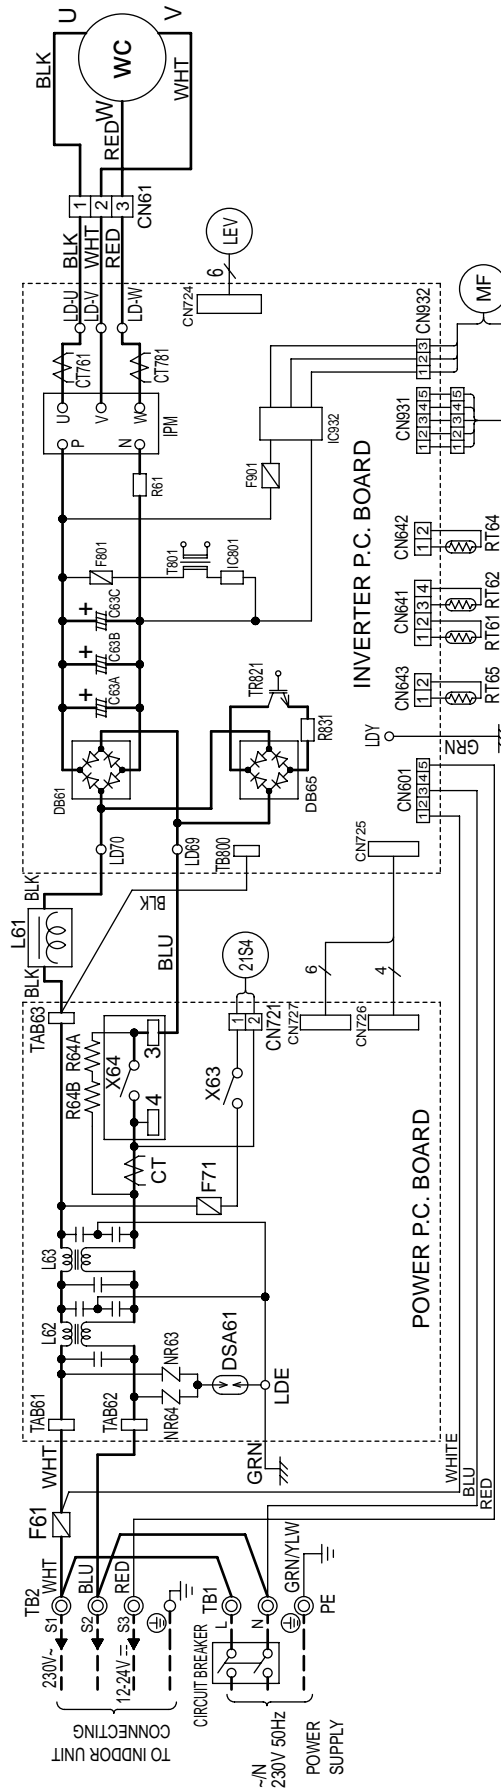 U
V
BLK
WC
WHT
RED
W
1
2
3
CN61
BLK
WHT
RED
LD-U
LD-V
LD-W
CT761
CT781
U
V
W
P
N
IPM
R61
CN724
6
LEV
F901
IC932
CN932
1 2 3
MF
CN931
1 2 3 4 5
1 2 3 4 5
F801
T801
IC801
+
C63C
+
C63B
+
C63A
DB61
TR821
R831
DB65
INVERTER P.C. BOARD
CN642
1 2
RT64
CN641
1 2 3 4
RT62
RT61
CN643
1 2
RT65
LDY
GRN
CN601
1 2 3 4 5
LD70
LD69
TB800
CN725
BLK
L61
BLK
BLK
BLU
TAB63
R64A
R64B
X64
3
4
CT
X63
F71
21S4
1
2
CN721
6
CN727
4
CN726
POWER P.C. BOARD
L63
L62
NR63
NR64
DSA61
LDE
GRN
TAB61
TAB62
WHT
F61
WHITE
BLU
RED
TB2
WHT
S1
BLU
S2
RED
S3
230V~
12-24V
TO INDDOR UNIT
CONNECTING
CIRCUIT BREAKER
TB1
L
N
GRN/YLW
PE
~/N
230V 50Hz
POWER
SUPPLY